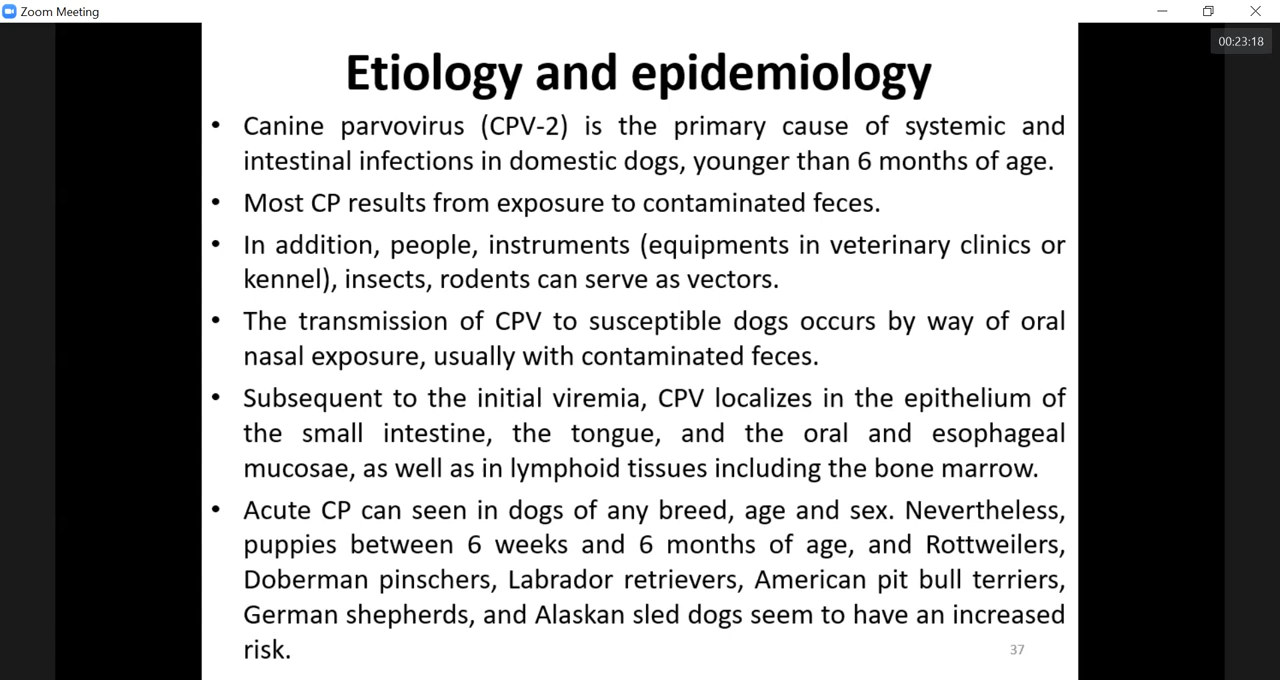 Zoom Meeting
00:23:18
Etiology and epidemiology
• Canine parvovirus (CPV-2) is the primary cause of systemic and
intestinal infections in domestic dogs, younger than 6 months of age.
• Most CP results from exposure to contaminated feces.
• In addition, people, instruments (equipments in veterinary clinics or
kennel), insects, rodents can serve as vectors.
• The transmission of CPV to susceptible dogs occurs by way of oral
nasal exposure, usually with contaminated feces.
• Subsequent to the initial viremia, CPV localizes in the epithelium of
the small intestine, the tongue, and the oral and esophageal
mucosae, as well as in lymphoid tissues including the bone marrow.
• Acute CP can seen in dogs of any breed, age and sex. Nevertheless,
puppies between 6 weeks and 6 months of age, and Rottweilers,
Doberman pinschers, Labrador retrievers, American pit bull terriers,
German shepherds, and Alaskan sled dogs seem to have an increased
risk.
37